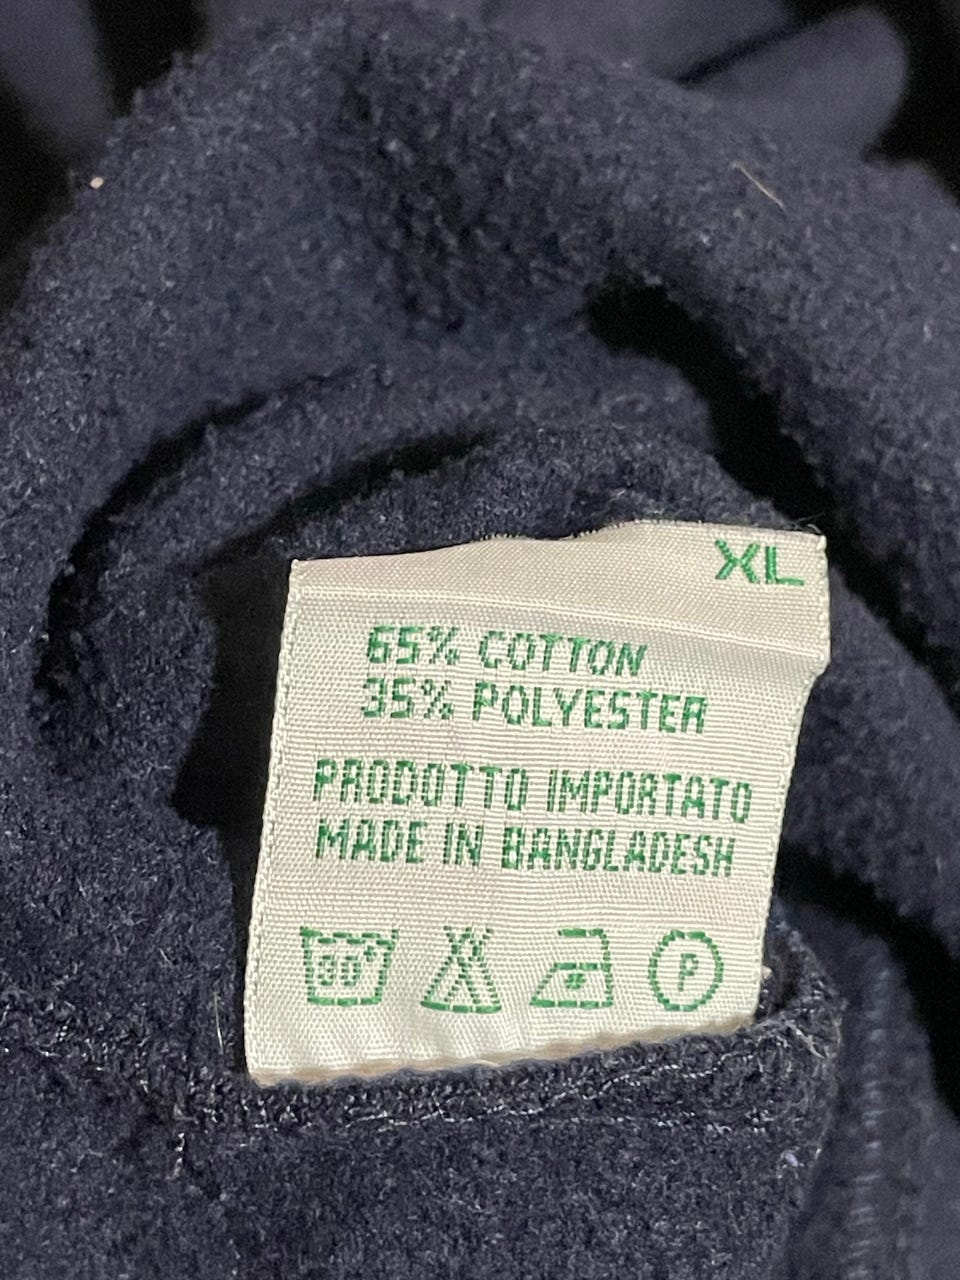 XL
65% COTTON
35% POLYESTER
PRODOTTO IMPORTATO
MADE IN BANGLADESH
30° P